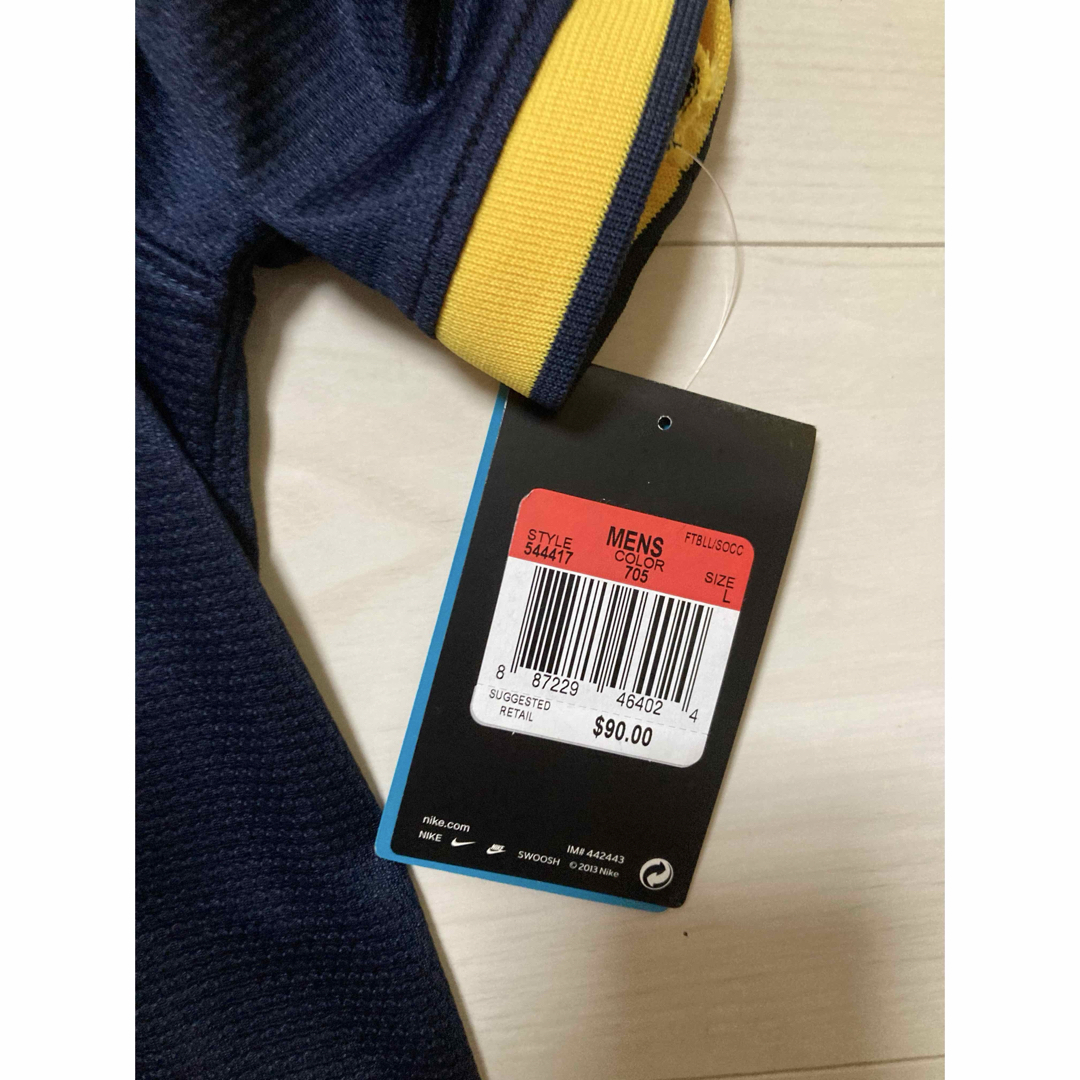 MENS
FTBLL/SOCC
STYLE
COLOR
SIZE
544417
705
L
8 87229 46402 4
SUGGESTED
RETAIL
$90.00
nike.com
NIKE
SWOOSH
IM# 442443
© 2013 Nike